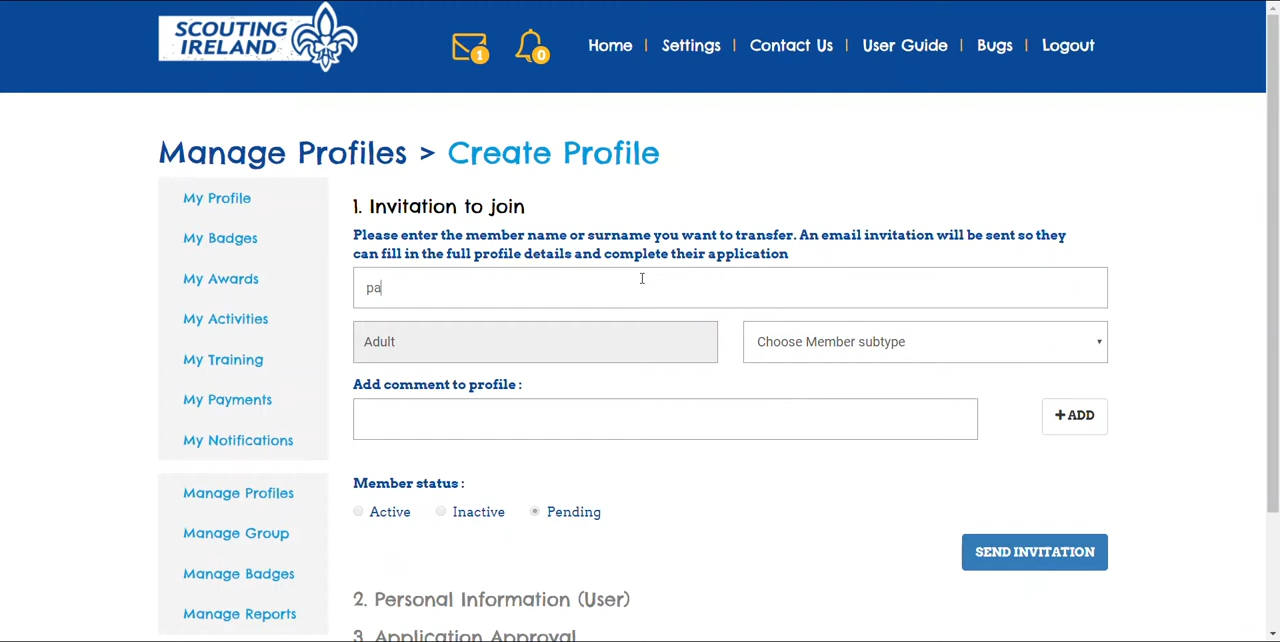 SCOUTING
IRELAND
1
0
Home | Settings | Contact Us | User Guide | Bugs | Logout
Manage Profiles > Create Profile
My Profile
My Badges
My Awards
My Activities
My Training
My Payments
My Notifications
Manage Profiles
Manage Group
Manage Badges
Manage Reports
1. Invitation to join
Please enter the member name or surname you want to transfer. An email invitation will be sent so they
can fill in the full profile details and complete their application
pa
Adult
Choose Member subtype
Add comment to profile :
+ ADD
Member status :
Active Inactive Pending
SEND INVITATION
2. Personal Information (User)
3. Application Approval